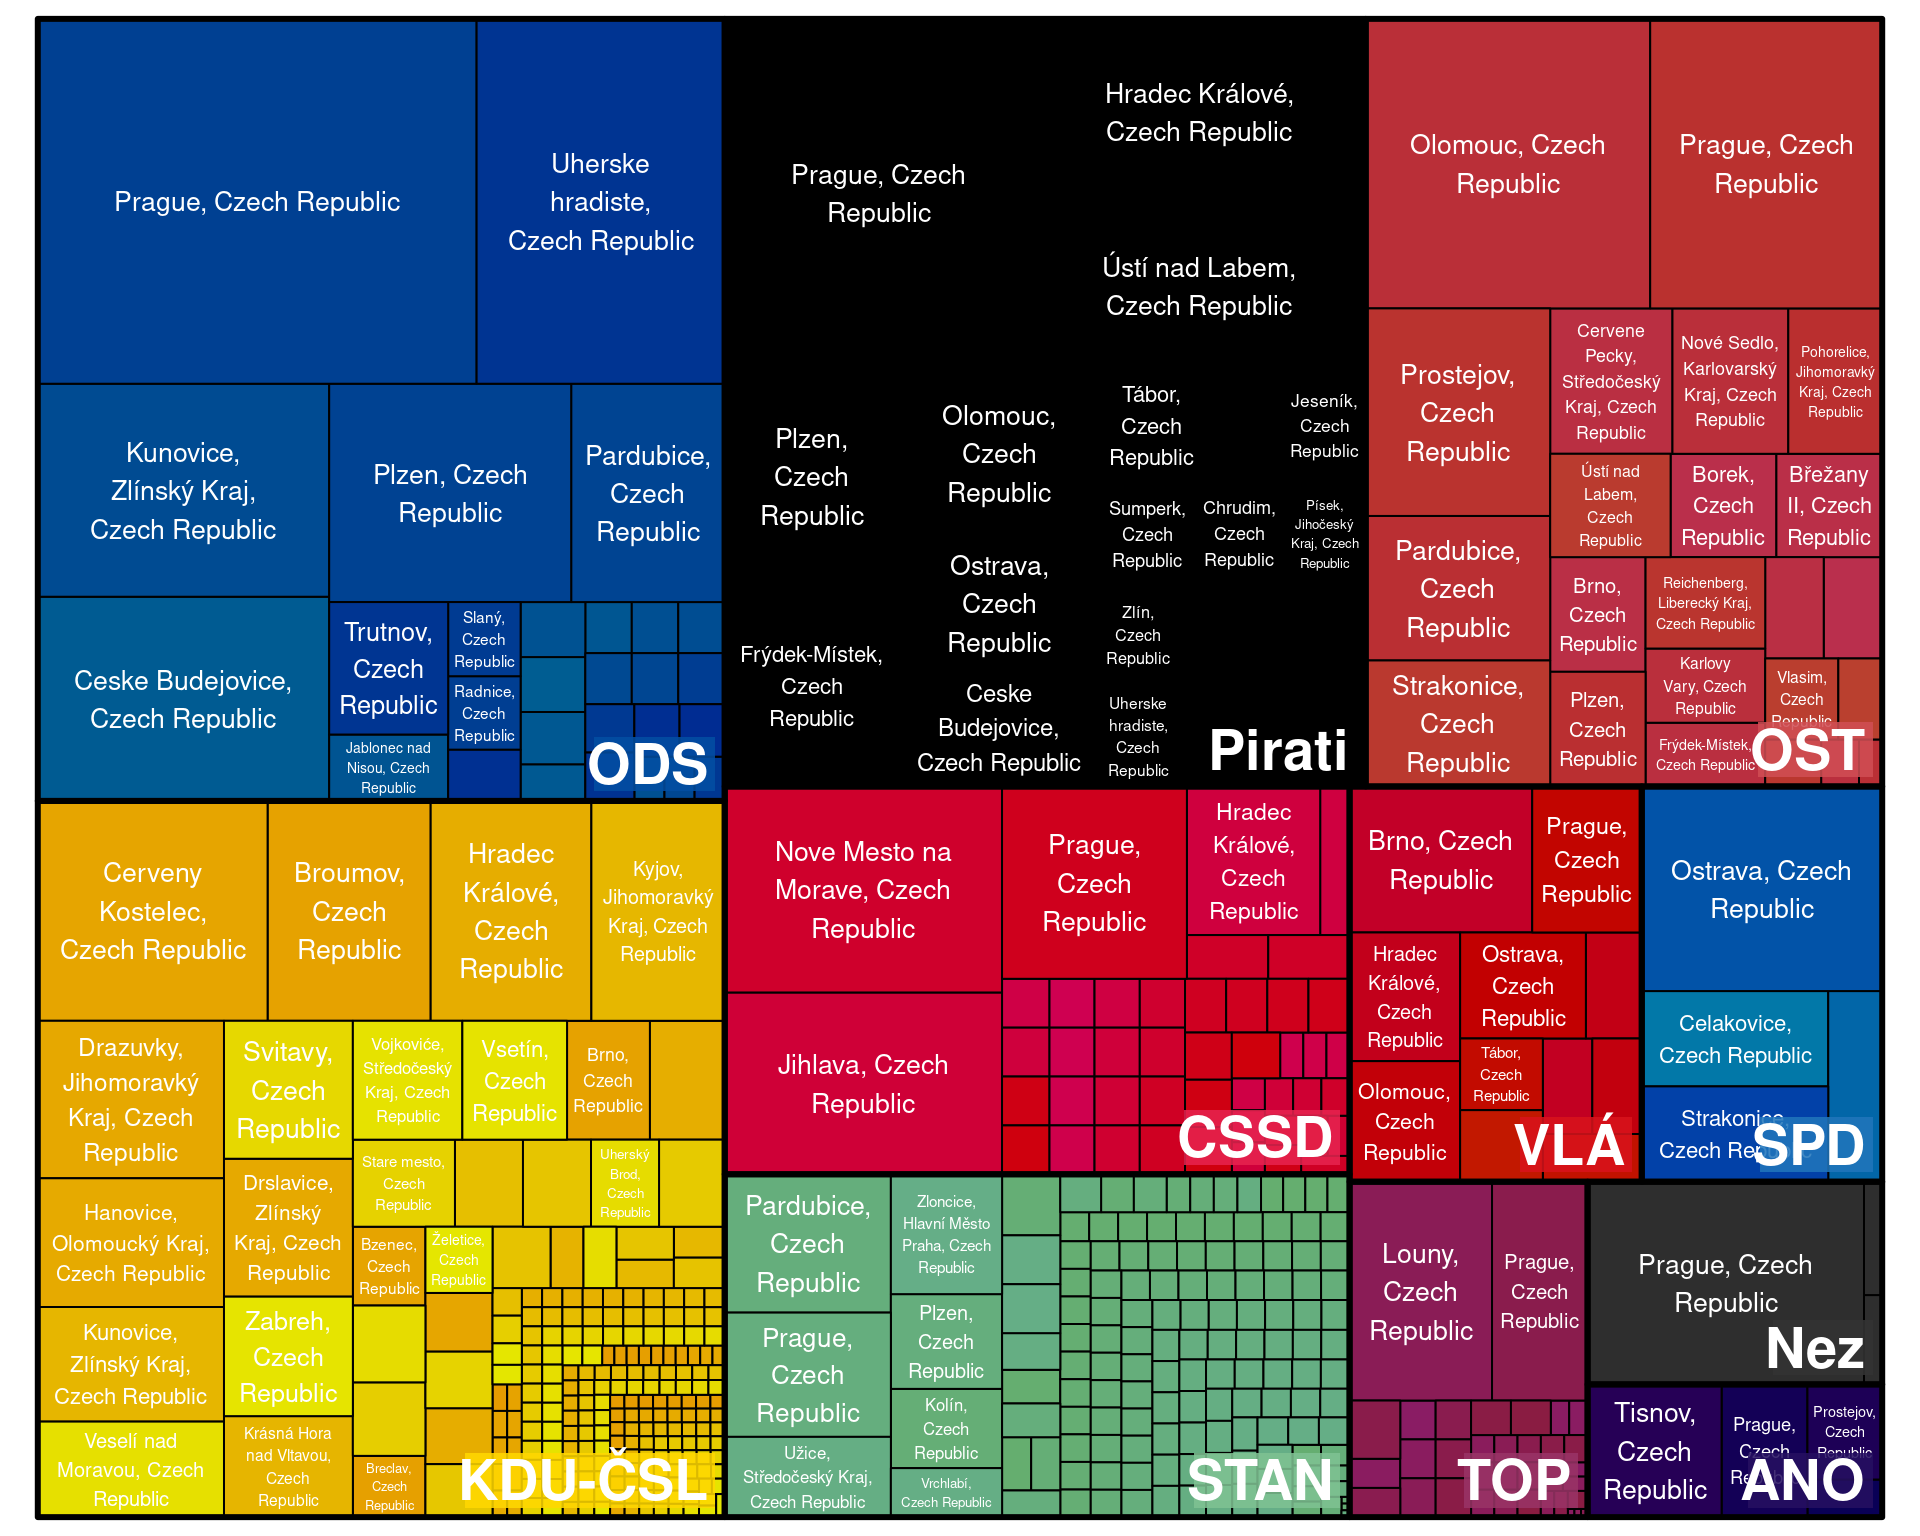 Prague, Czech Republic
Uherske
hradiste,
Czech Republic
Kunovice,
Zlínský Kraj,
Czech Republic
Plzen, Czech
Republic
Pardubice,
Czech
Republic
Ceske Budejovice,
Czech Republic
Trutnov,
Czech
Republic
Slaný,
Czech
Republic
Radnice,
Czech
Republic
Jablonec nad
Nisou, Czech
Republic
ODS
Prague, Czech
Republic
Hradec Králové,
Czech Republic
Ústí nad Labem,
Czech Republic
Plzen,
Czech
Republic
Olomouc,
Czech
Republic
Tábor,
Czech
Republic
Jeseník,
Czech
Republic
Sumperk,
Czech
Republic
Chrudim,
Czech
Republic
Písek,
Jihočeský
Kraj, Czech
Republic
Ostrava,
Czech
Republic
Zlín,
Czech
Republic
Frýdek-Místek,
Czech
Republic
Ceske
Budejovice,
Czech Republic
Uherske
hradiste,
Czech
Republic
Pirati
Olomouc, Czech
Republic
Prague, Czech
Republic
Prostejov,
Czech
Republic
Cervene
Pecky,
Středočeský
Kraj, Czech
Republic
Nové Sedlo,
Karlovarský
Kraj, Czech
Republic
Pohorelice,
Jihomoravký
Kraj, Czech
Republic
Ústí nad
Labem,
Czech
Republic
Borek,
Czech
Republic
Břežany
II, Czech
Republic
Pardubice,
Czech
Republic
Brno,
Czech
Republic
Reichenberg,
Liberecký Kraj,
Czech Republic
Karlovy
Vary, Czech
Republic
Vlasim,
Czech
Republic
Strakonice,
Czech
Republic
Plzen,
Czech
Republic
Frýdek-Místek,
Czech Republic
OST
Cerveny
Kostelec,
Czech Republic
Broumov,
Czech
Republic
Hradec
Králové,
Czech
Republic
Kyjov,
Jihomoravký
Kraj, Czech
Republic
Drazuvky,
Jihomoravký
Kraj, Czech
Republic
Svitavy,
Czech
Republic
Vojkoviće,
Středočeský
Kraj, Czech
Republic
Vsetín,
Czech
Republic
Brno,
Czech
Republic
Stare mesto,
Czech
Republic
Uherský
Brod,
Czech
Republic
Hanovice,
Olomoucký Kraj,
Czech Republic
Drslavice,
Zlínský
Kraj, Czech
Republic
Bzenec,
Czech
Republic
Želetice,
Czech
Republic
Kunovice,
Zlínský Kraj,
Czech Republic
Zabreh,
Czech
Republic
Veselí nad
Moravou, Czech
Republic
Krásná Hora
nad Vltavou,
Czech
Republic
Breclav,
Czech
Republic
KDU-ČSL
Nove Mesto na
Morave, Czech
Republic
Prague,
Czech
Republic
Hradec
Králové,
Czech
Republic
Jihlava, Czech
Republic
CSSD
Brno, Czech
Republic
Prague,
Czech
Republic
Hradec
Králové,
Czech
Republic
Ostrava,
Czech
Republic
Olomouc,
Czech
Republic
Tábor,
Czech
Republic
VLÁ
Ostrava, Czech
Republic
Celakovice,
Czech Republic
Strakonice,
Czech Republic
SPD
Pardubice,
Czech
Republic
Zloncice,
Hlavní Město
Praha, Czech
Republic
Prague,
Czech
Republic
Plzen,
Czech
Republic
Kolín,
Czech
Republic
Užice,
Středočeský Kraj,
Czech Republic
Vrchlabí,
Czech Republic
STAN
Louny,
Czech
Republic
Prague,
Czech
Republic
TOP
Prague, Czech
Republic
Nez
Tisnov,
Czech
Republic
Prague,
Czech
Republic
Prostejov,
Czech
Republic
ANO